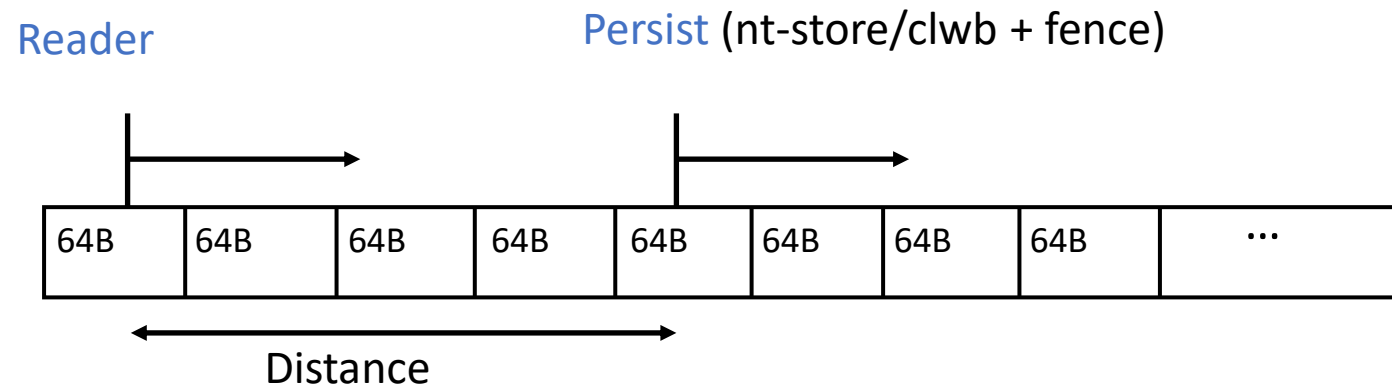 Reader
Persist (nt-store/clwb + fence)
64B 64B 64B 64B 64B 64B 64B 64B ...
Distance